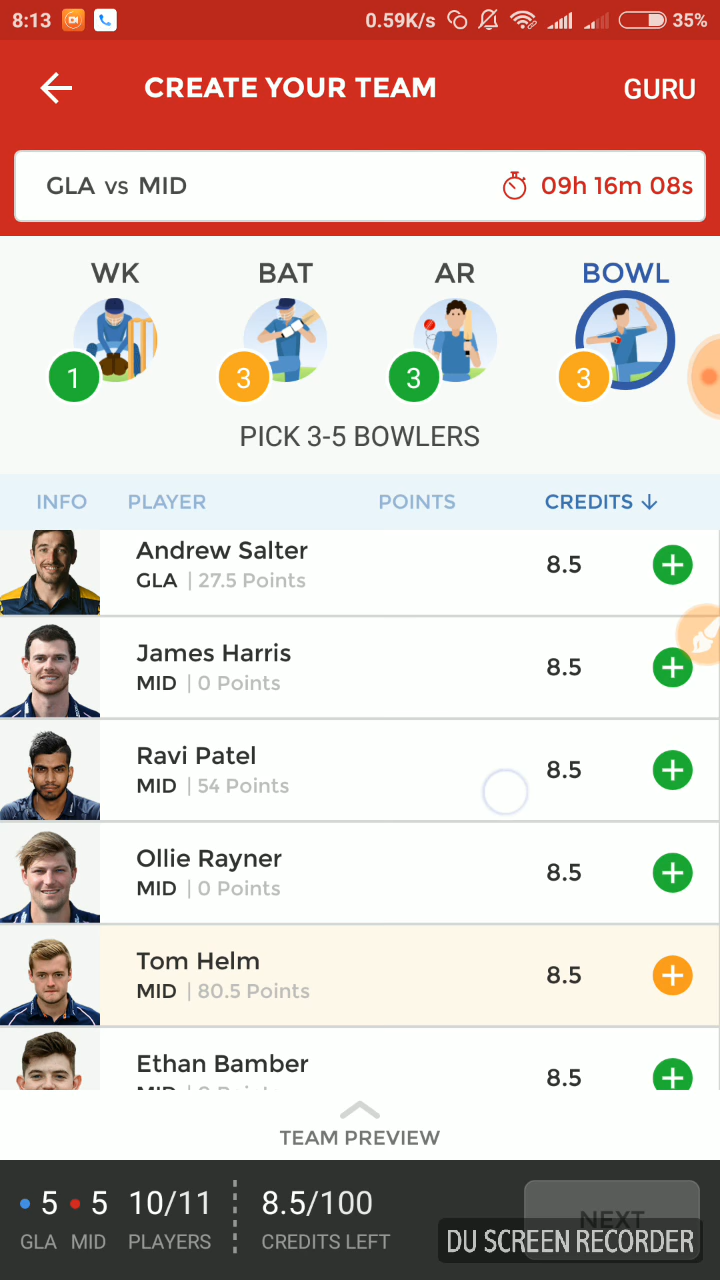 8:13 0.59K/s 35%
CREATE YOUR TEAM GURU
GLA vs MID 09h 16m 08s
WK BAT AR BOWL
1 3 3 3
PICK 3-5 BOWLERS
INFO PLAYER POINTS CREDITS ↓
Andrew Salter
GLA | 27.5 Points 8.5
James Harris
MID | 0 Points 8.5
Ravi Patel
MID | 54 Points 8.5
Ollie Rayner
MID | 0 Points 8.5
Tom Helm
MID | 80.5 Points 8.5
Ethan Bamber
8.5
TEAM PREVIEW
5 5 10/11 8.5/100 NEXT
GLA MID PLAYERS CREDITS LEFT
DU SCREEN RECORDER